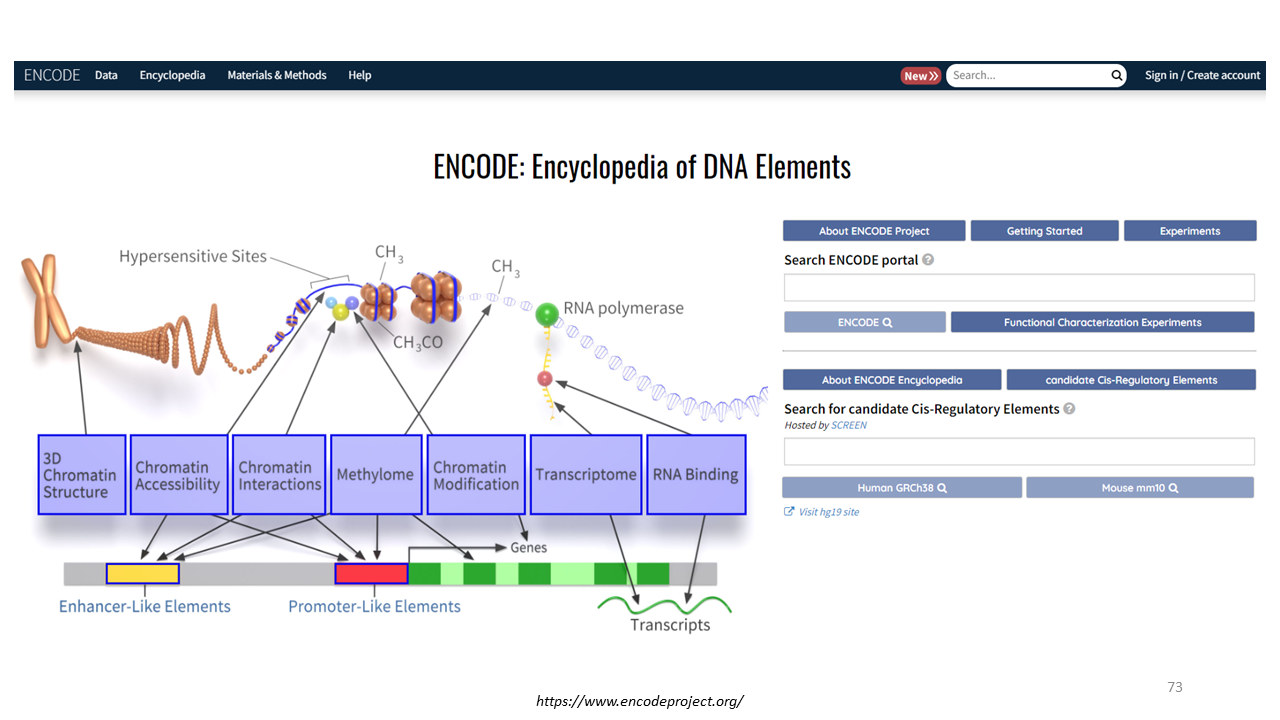 ENCODE Data Encyclopedia Materials & Methods Help New Search... Sign in / Create account
ENCODE: Encyclopedia of DNA Elements
Hypersensitive Sites
CH3
CH3
RNA polymerase
CH3CO
3D
Chromatin
Structure
Chromatin
Accessibility
Chromatin
Interactions
Methylome
Chromatin
Modification
Transcriptome
RNA Binding
Genes
Enhancer-Like Elements
Promoter-Like Elements
Transcripts
About ENCODE Project Getting Started Experiments
Search ENCODE portal ?
ENCODE Functional Characterization Experiments
About ENCODE Encyclopedia candidate Cis-Regulatory Elements
Search for candidate Cis-Regulatory Elements ?
Hosted by SCREEN
Human GRCh38 Mouse mm10
Visit hg19 site
73
https://www.encodeproject.org/